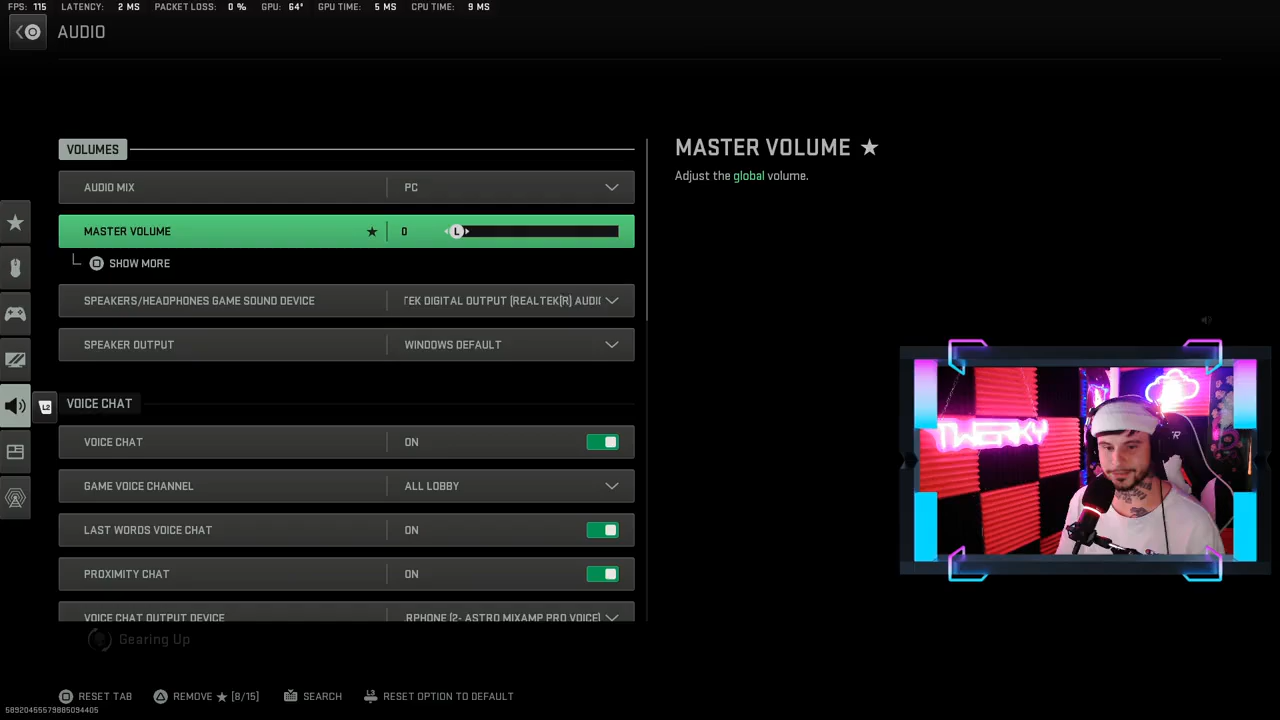 FPS: 115 LATENCY: 2 MS PACKET LOSS: 0 % GPU: 64° GPU TIME: 5 MS CPU TIME: 9 MS
AUDIO
VOLUMES
AUDIO MIX PC
MASTER VOLUME 0 L
SHOW MORE
SPEAKERS/HEADPHONES GAME SOUND DEVICE TEK DIGITAL OUTPUT (REALTEK(R) AUDI
SPEAKER OUTPUT WINDOWS DEFAULT
L2 VOICE CHAT
VOICE CHAT ON
GAME VOICE CHANNEL ALL LOBBY
LAST WORDS VOICE CHAT ON
PROXIMITY CHAT ON
VOICE CHAT OUTPUT DEVICE RPHONE (2- ASTRO MIXAMP PRO VOICE)
Gearing Up
RESET TAB REMOVE ★ [8/15] SEARCH L3 RESET OPTION TO DEFAULT
58920455579885094405
MASTER VOLUME ★
Adjust the global volume.
TWERKY